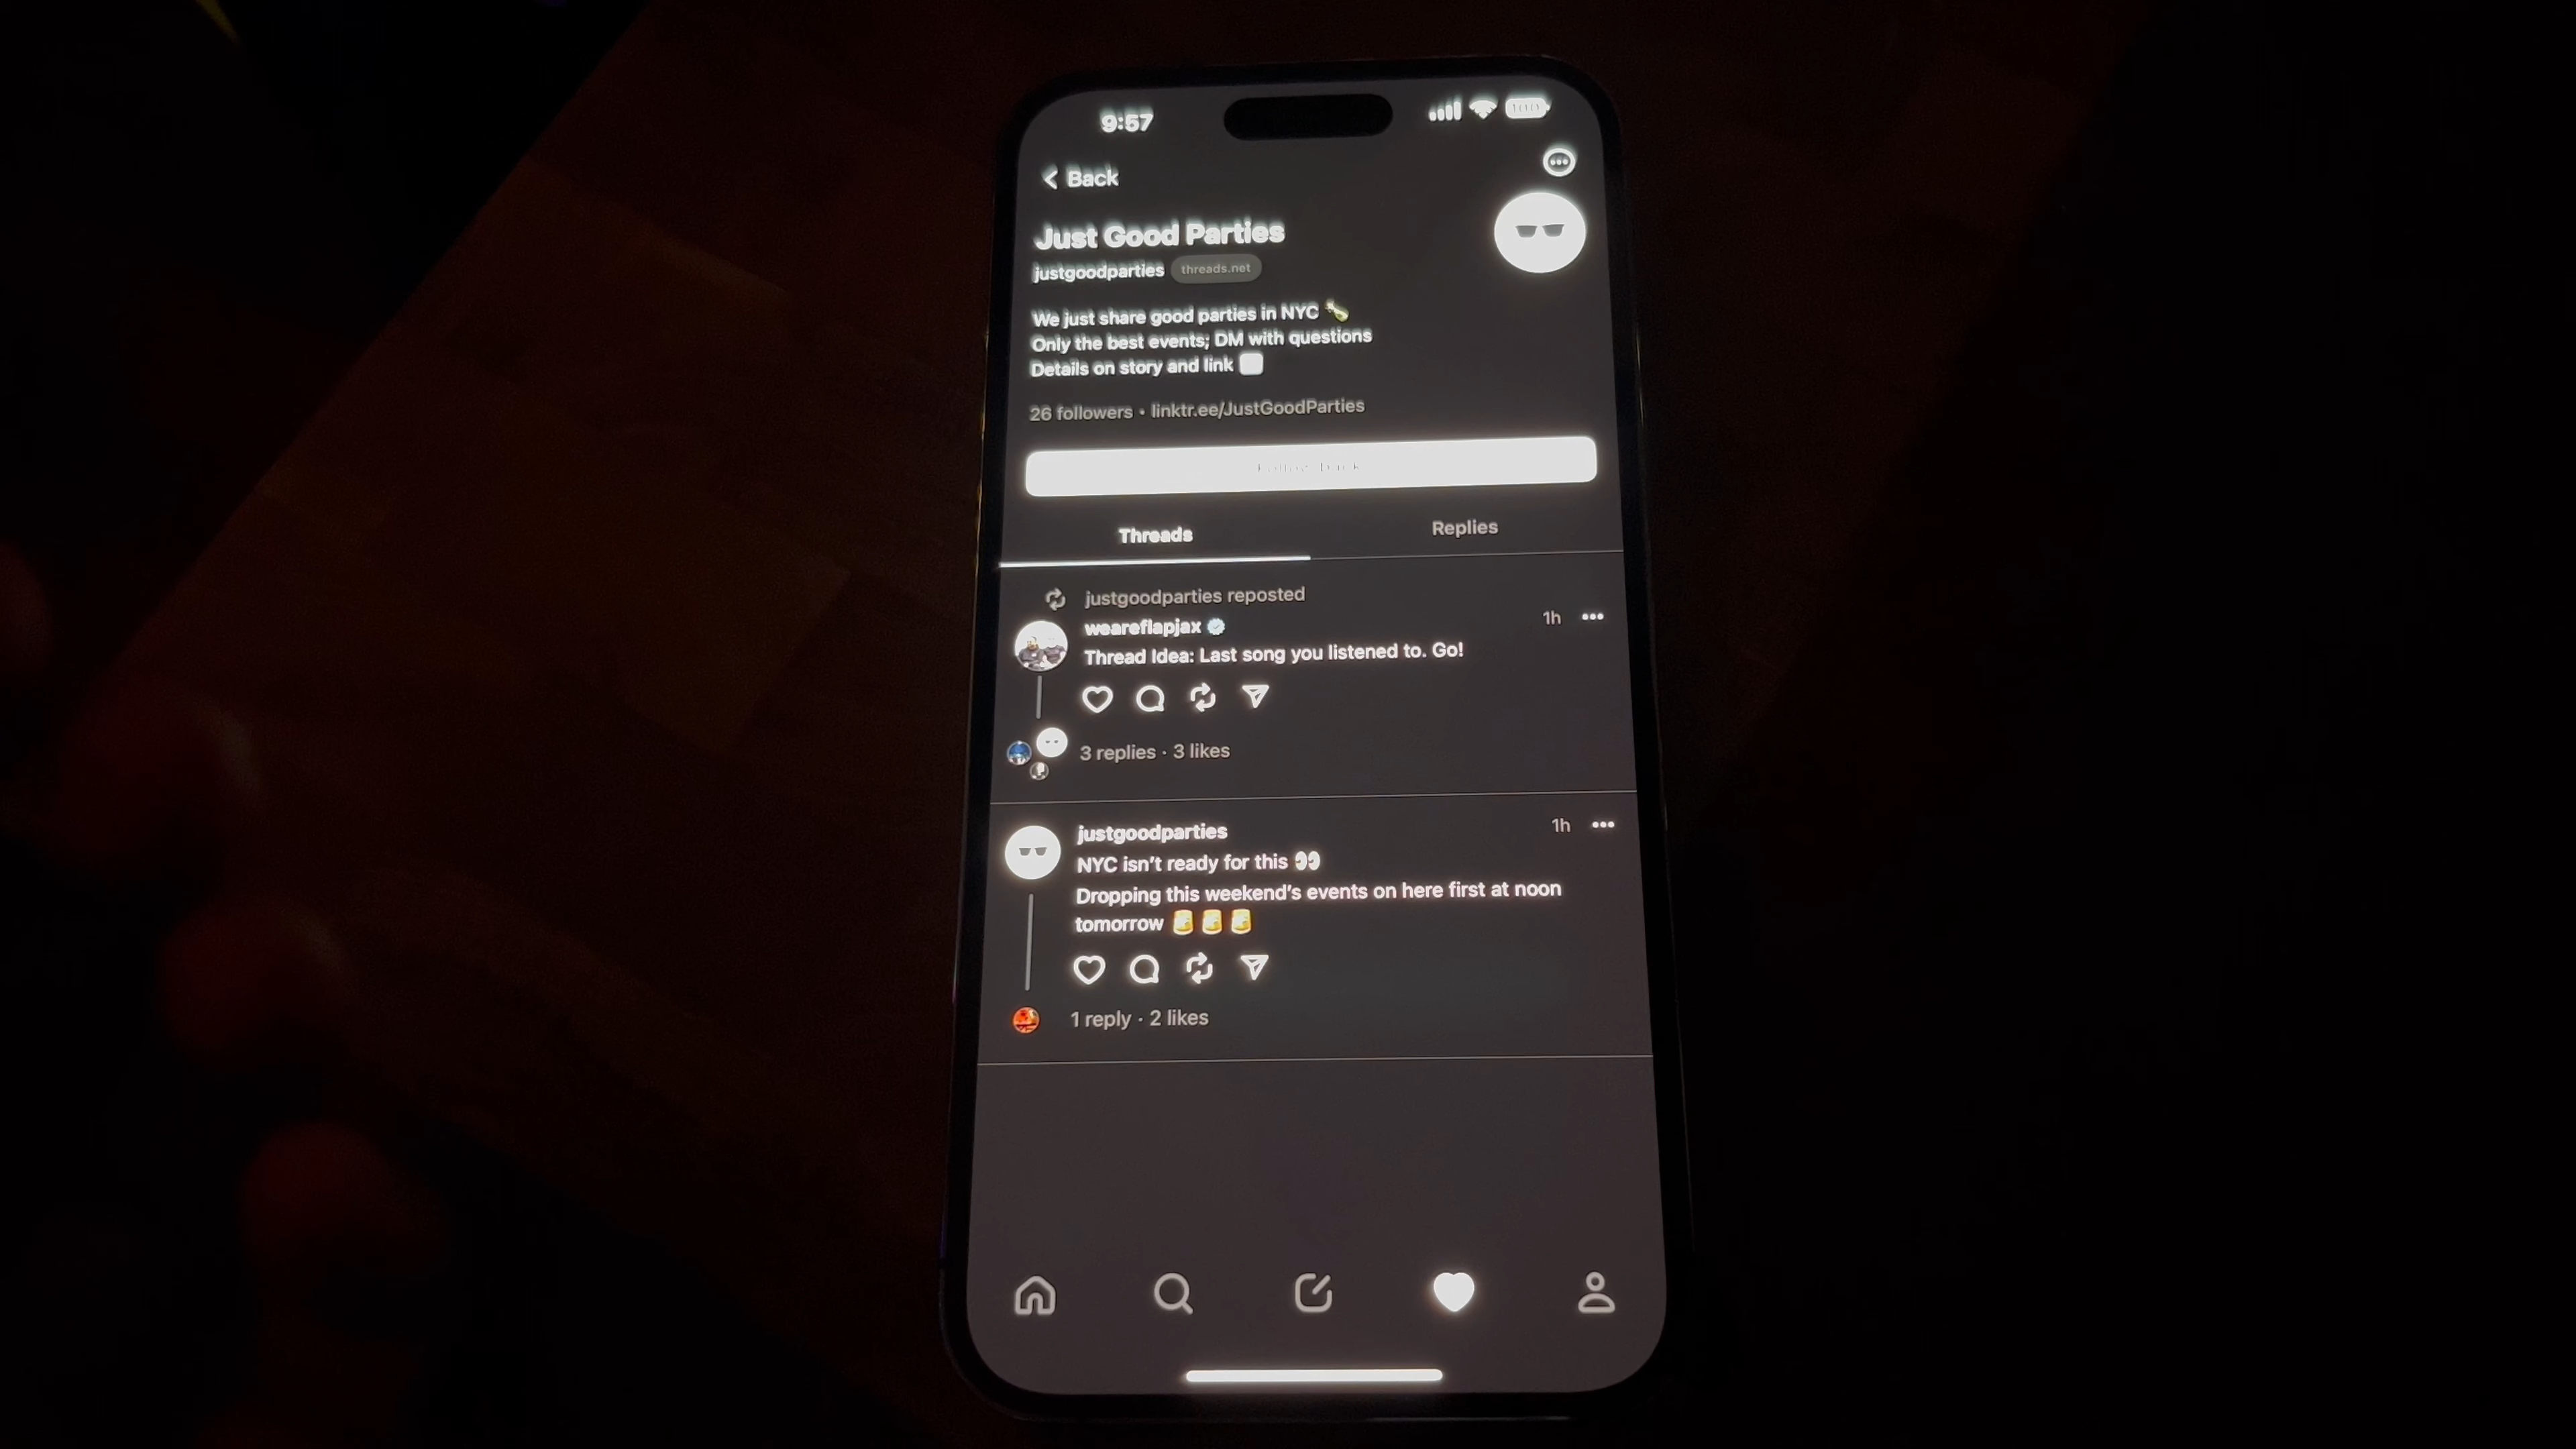 9:57
100
Back
Just Good Parties
justgoodparties threads.net
We just share good parties in NYC 🍾
Only the best events; DM with questions
Details on story and link
26 followers • linktr.ee/JustGoodParties
Follow back
Threads Replies
justgoodparties reposted
weareflapjax 1h
Thread Idea: Last song you listened to. Go!
3 replies · 3 likes
justgoodparties 1h
NYC isn't ready for this 👀
Dropping this weekend's events on here first at noon
tomorrow 🥃 🥃 🥃
1 reply · 2 likes